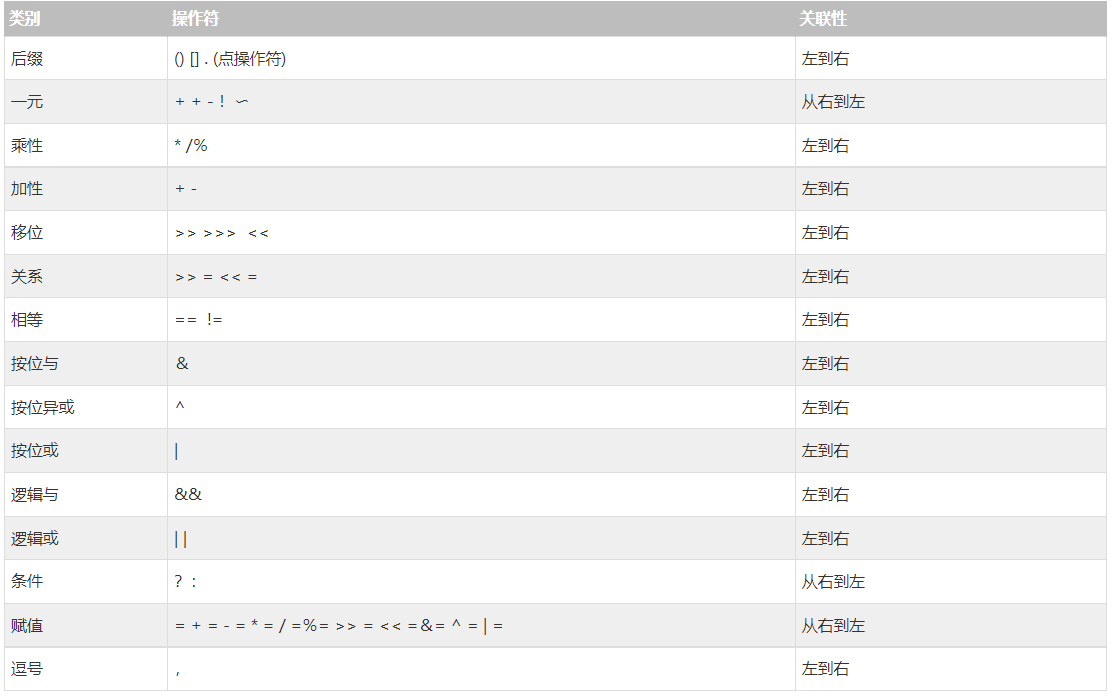 类别 操作符 关联性
后缀 () [] . (点操作符) 左到右
一元 + + - ! ∽ 从右到左
乘性 * /% 左到右
加性 + - 左到右
移位 >> >>> << 左到右
关系 >> = << = 左到右
相等 == != 左到右
按位与 & 左到右
按位异或 ^ 左到右
按位或 | 左到右
逻辑与 && 左到右
逻辑或 | | 左到右
条件 ? : 从右到左
赋值 = + = - = * = / =%= >> = << =&= ^ = | = 从右到左
逗号 , 左到右